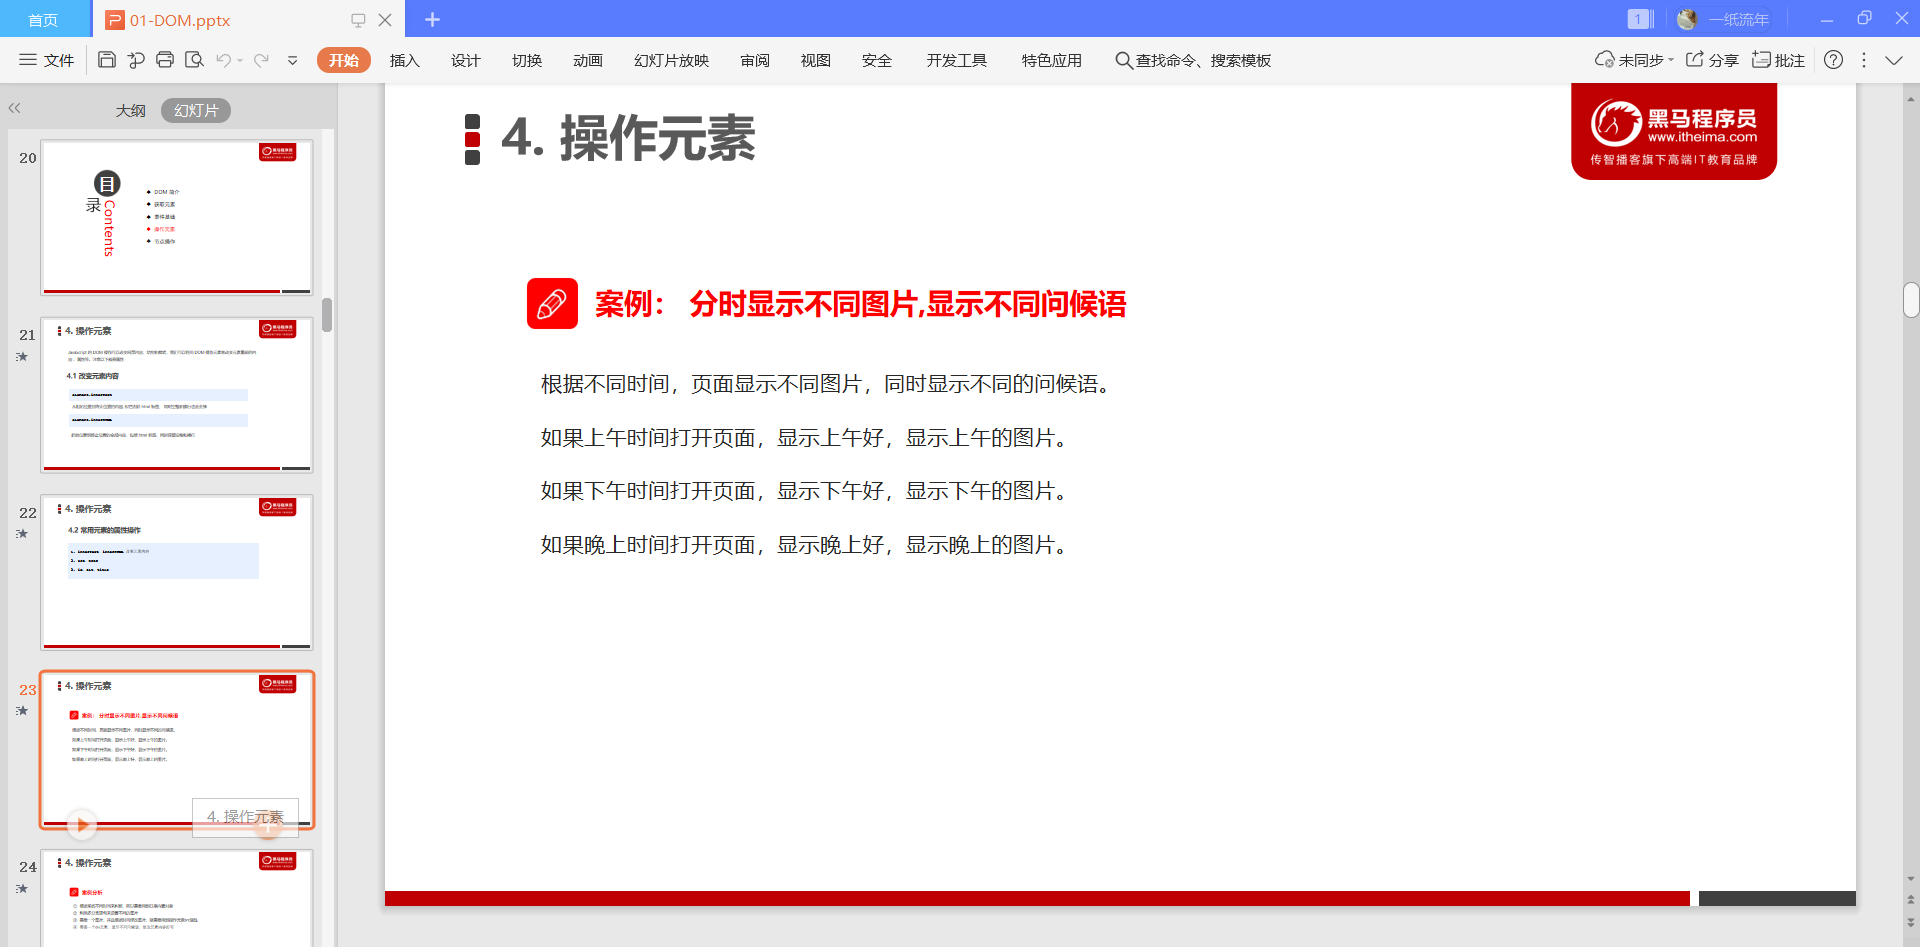 首页
01-DOM.pptx
1
一纸流年
文件
开始
插入
设计
切换
动画
幻灯片放映
审阅
视图
安全
开发工具
特色应用
查找命令、搜索模板
未同步
分享
批注
大纲
幻灯片
20
目录
Contents
DOM 简介
获取元素
事件基础
操作元素
节点操作
21
4. 操作元素
4.1 改变元素内容
22
4. 操作元素
4.2 常用元素的属性操作
23
4. 操作元素
案例： 分时显示不同图片,显示不同问候语
4. 操作元素
24
4. 操作元素
案例分析
4. 操作元素
黑马程序员
www.itheima.com
传智播客旗下高端IT教育品牌
案例： 分时显示不同图片,显示不同问候语
根据不同时间，页面显示不同图片，同时显示不同的问候语。
如果上午时间打开页面，显示上午好，显示上午的图片。
如果下午时间打开页面，显示下午好，显示下午的图片。
如果晚上时间打开页面，显示晚上好，显示晚上的图片。